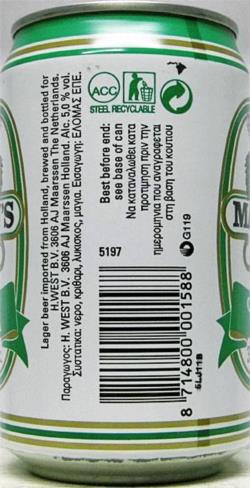 Lager beer imported from Holland, brewed and bottled for
H.WEST B.V. 3606 AJ Maarssen The Netherlands.
Παραγωγος: H. WEST B.V. 3606 AJ Maarssen Holland. Alc. 5,0 % vol.
Συστατικα: νερο, κριθαρι, λυκισκος, μαγια. Εισαγωγη: ΕΛΟΜΑΣ ΕΠΕ.
ACC
STEEL RECYCLABLE
Best before end:
see base of can
Να καταναλωθει κατα
προτιμηση πριν την
ημερομηνια που αναγραφεται
στη βαση του κουτιου
5197
G119
8 714800 001588
6LJ11B